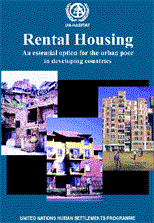 UN-HABITAT
Rental Housing
An essential option for the urban poor
in developing countries
UNITED NATIONS HUMAN SETTLEMENTS PROGRAMME